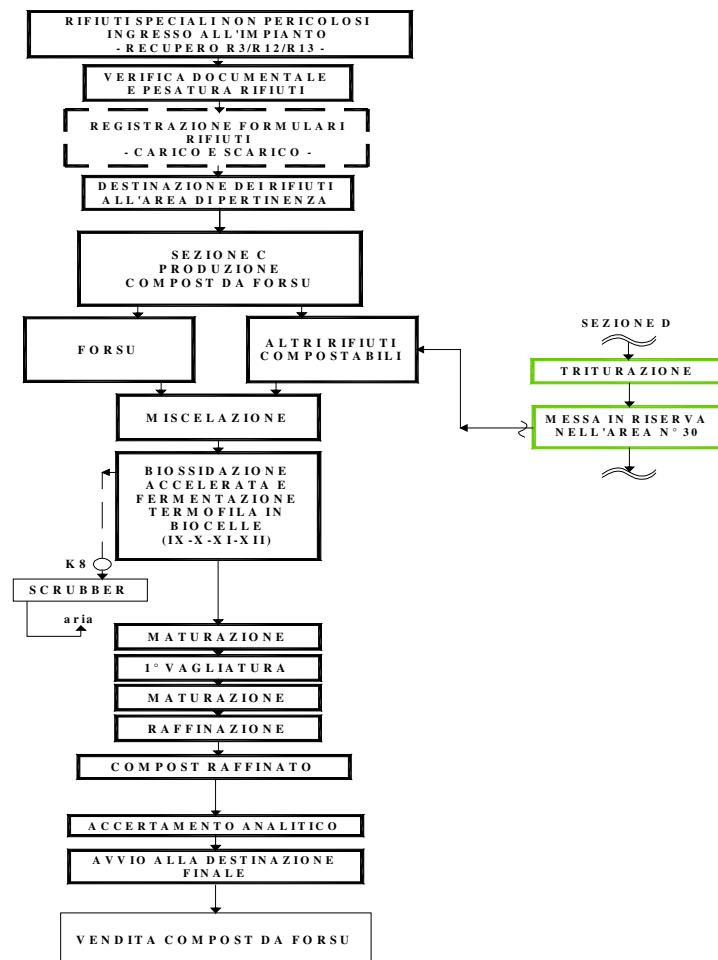 RIFIUTI SPECIALI NON PERICOLOSI
INGRESSO ALL'IMPIANTO
- RECUPERO R3/R12/R13 -
VERIFICA DOCUMENTALE
E PESATURA RIFIUTI
REGISTRAZIONE FORMULARI
RIFIUTI
- CARICO E SCARICO -
DESTINAZIONE DEI RIFIUTI
ALL'AREA DI PERTINENZA
SEZIONE C
PRODUZIONE
COMPOST DA FORSU
FORSU
ALTRI RIFIUTI
COMPOSTABILI
SEZIONE D
TRITURAZIONE
MESSA IN RISERVA
NELL'AREA N° 30
MISCELAZIONE
BIOSSIDAZIONE
ACCELERATA E
FERMENTAZIONE
TERMOFILA IN
BIOCELLE
(IX-X-XI-XII)
K8
SCRUBBER
aria
MATURAZIONE
1° VAGLIATURA
MATURAZIONE
RAFFINAZIONE
COMPOST RAFFINATO
ACCERTAMENTO ANALITICO
AVVIO ALLA DESTINAZIONE
FINALE
VENDITA COMPOST DA FORSU